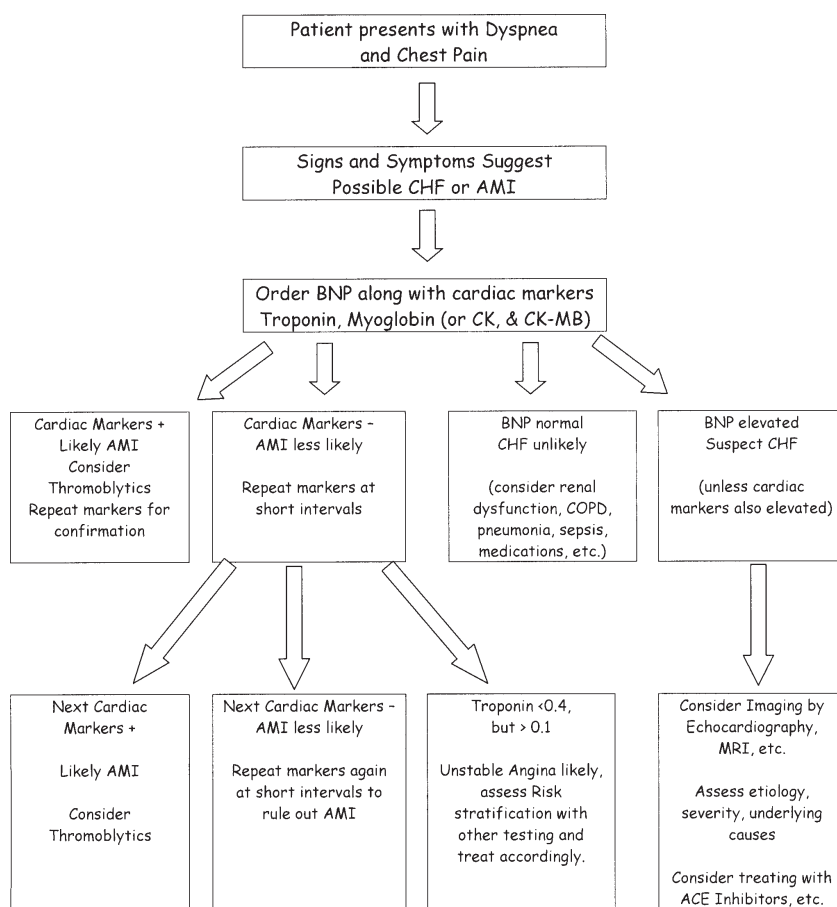 Patient presents with Dyspnea
and Chest Pain
Signs and Symptoms Suggest
Possible CHF or AMI
Order BNP along with cardiac markers
Troponin, Myoglobin (or CK, & CK-MB)
Cardiac Markers +
Likely AMI
Consider
Thromoblytics
Repeat markers for
confirmation
Cardiac Markers –
AMI less likely
Repeat markers at
short intervals
BNP normal
CHF unlikely
(consider renal
dysfunction, COPD,
pneumonia, sepsis,
medications, etc.)
BNP elevated
Suspect CHF
(unless cardiac
markers also elevated)
Next Cardiac
Markers +
Likely AMI
Consider
Thromoblytics
Next Cardiac Markers –
AMI less likely
Repeat markers again
at short intervals to
rule out AMI
Troponin <0.4,
but > 0.1
Unstable Angina likely,
assess Risk
stratification with
other testing and
treat accordingly.
Consider Imaging by
Echocardiography,
MRI, etc.
Assess etiology,
severity, underlying
causes
Consider treating with
ACE Inhibitors, etc.